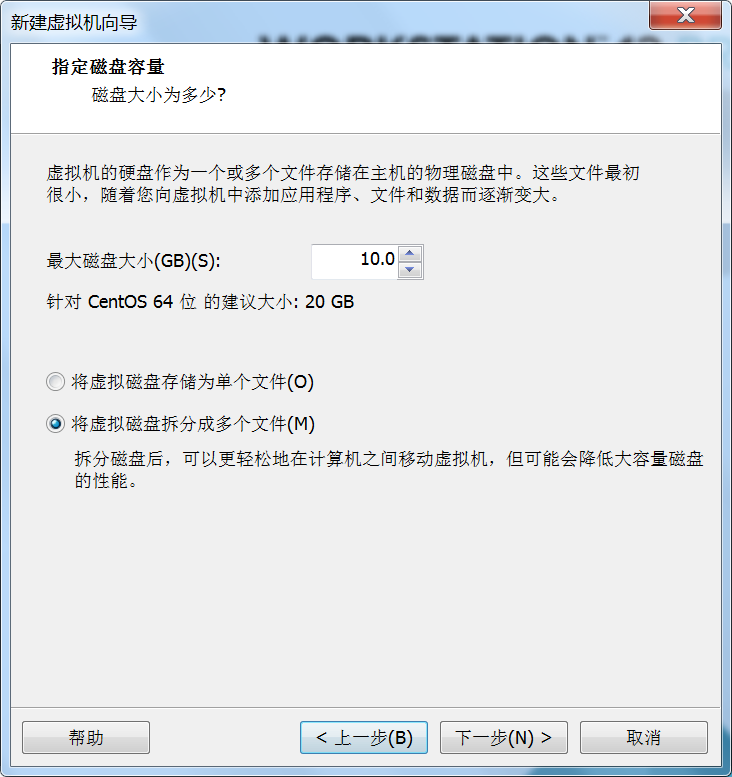 新建虚拟机向导
指定磁盘容量
磁盘大小为多少?
虚拟机的硬盘作为一个或多个文件存储在主机的物理磁盘中。这些文件最初
很小，随着您向虚拟机中添加应用程序、文件和数据而逐渐变大。
最大磁盘大小(GB)(S): 10.0
针对 CentOS 64 位 的建议大小: 20 GB
将虚拟磁盘存储为单个文件(O)
将虚拟磁盘拆分成多个文件(M)
拆分磁盘后，可以更轻松地在计算机之间移动虚拟机，但可能会降低大容量磁盘
的性能。
帮助 < 上一步(B) 下一步(N) > 取消